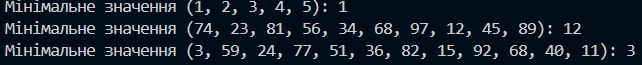 Мінімальне значення (1, 2, 3, 4, 5): 1
Мінімальне значення (74, 23, 81, 56, 34, 68, 97, 12, 45, 89): 12
Мінімальне значення (3, 59, 24, 77, 51, 36, 82, 15, 92, 68, 40, 11): 3